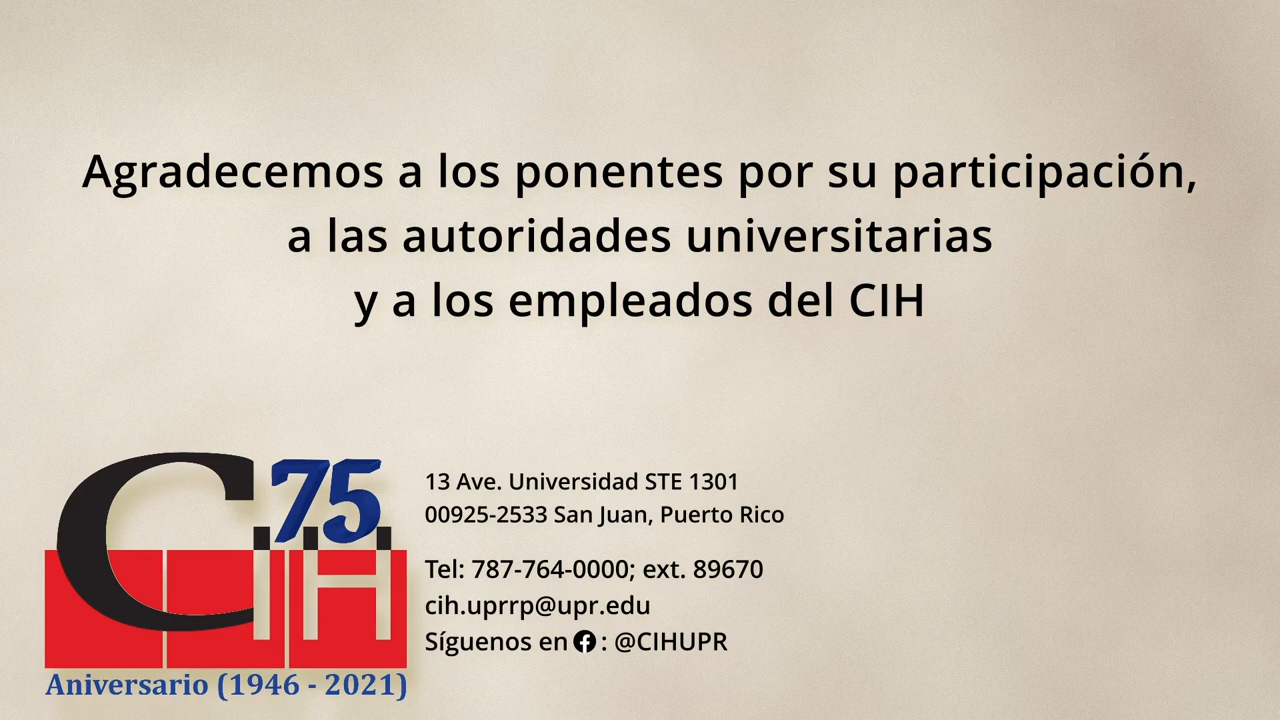 Agradecemos a los ponentes por su participación,
a las autoridades universitarias
y a los empleados del CIH
CIH 75
Aniversario (1946 - 2021)
13 Ave. Universidad STE 1301
00925-2533 San Juan, Puerto Rico
Tel: 787-764-0000; ext. 89670
cih.uprrp@upr.edu
Síguenos en : @CIHUPR